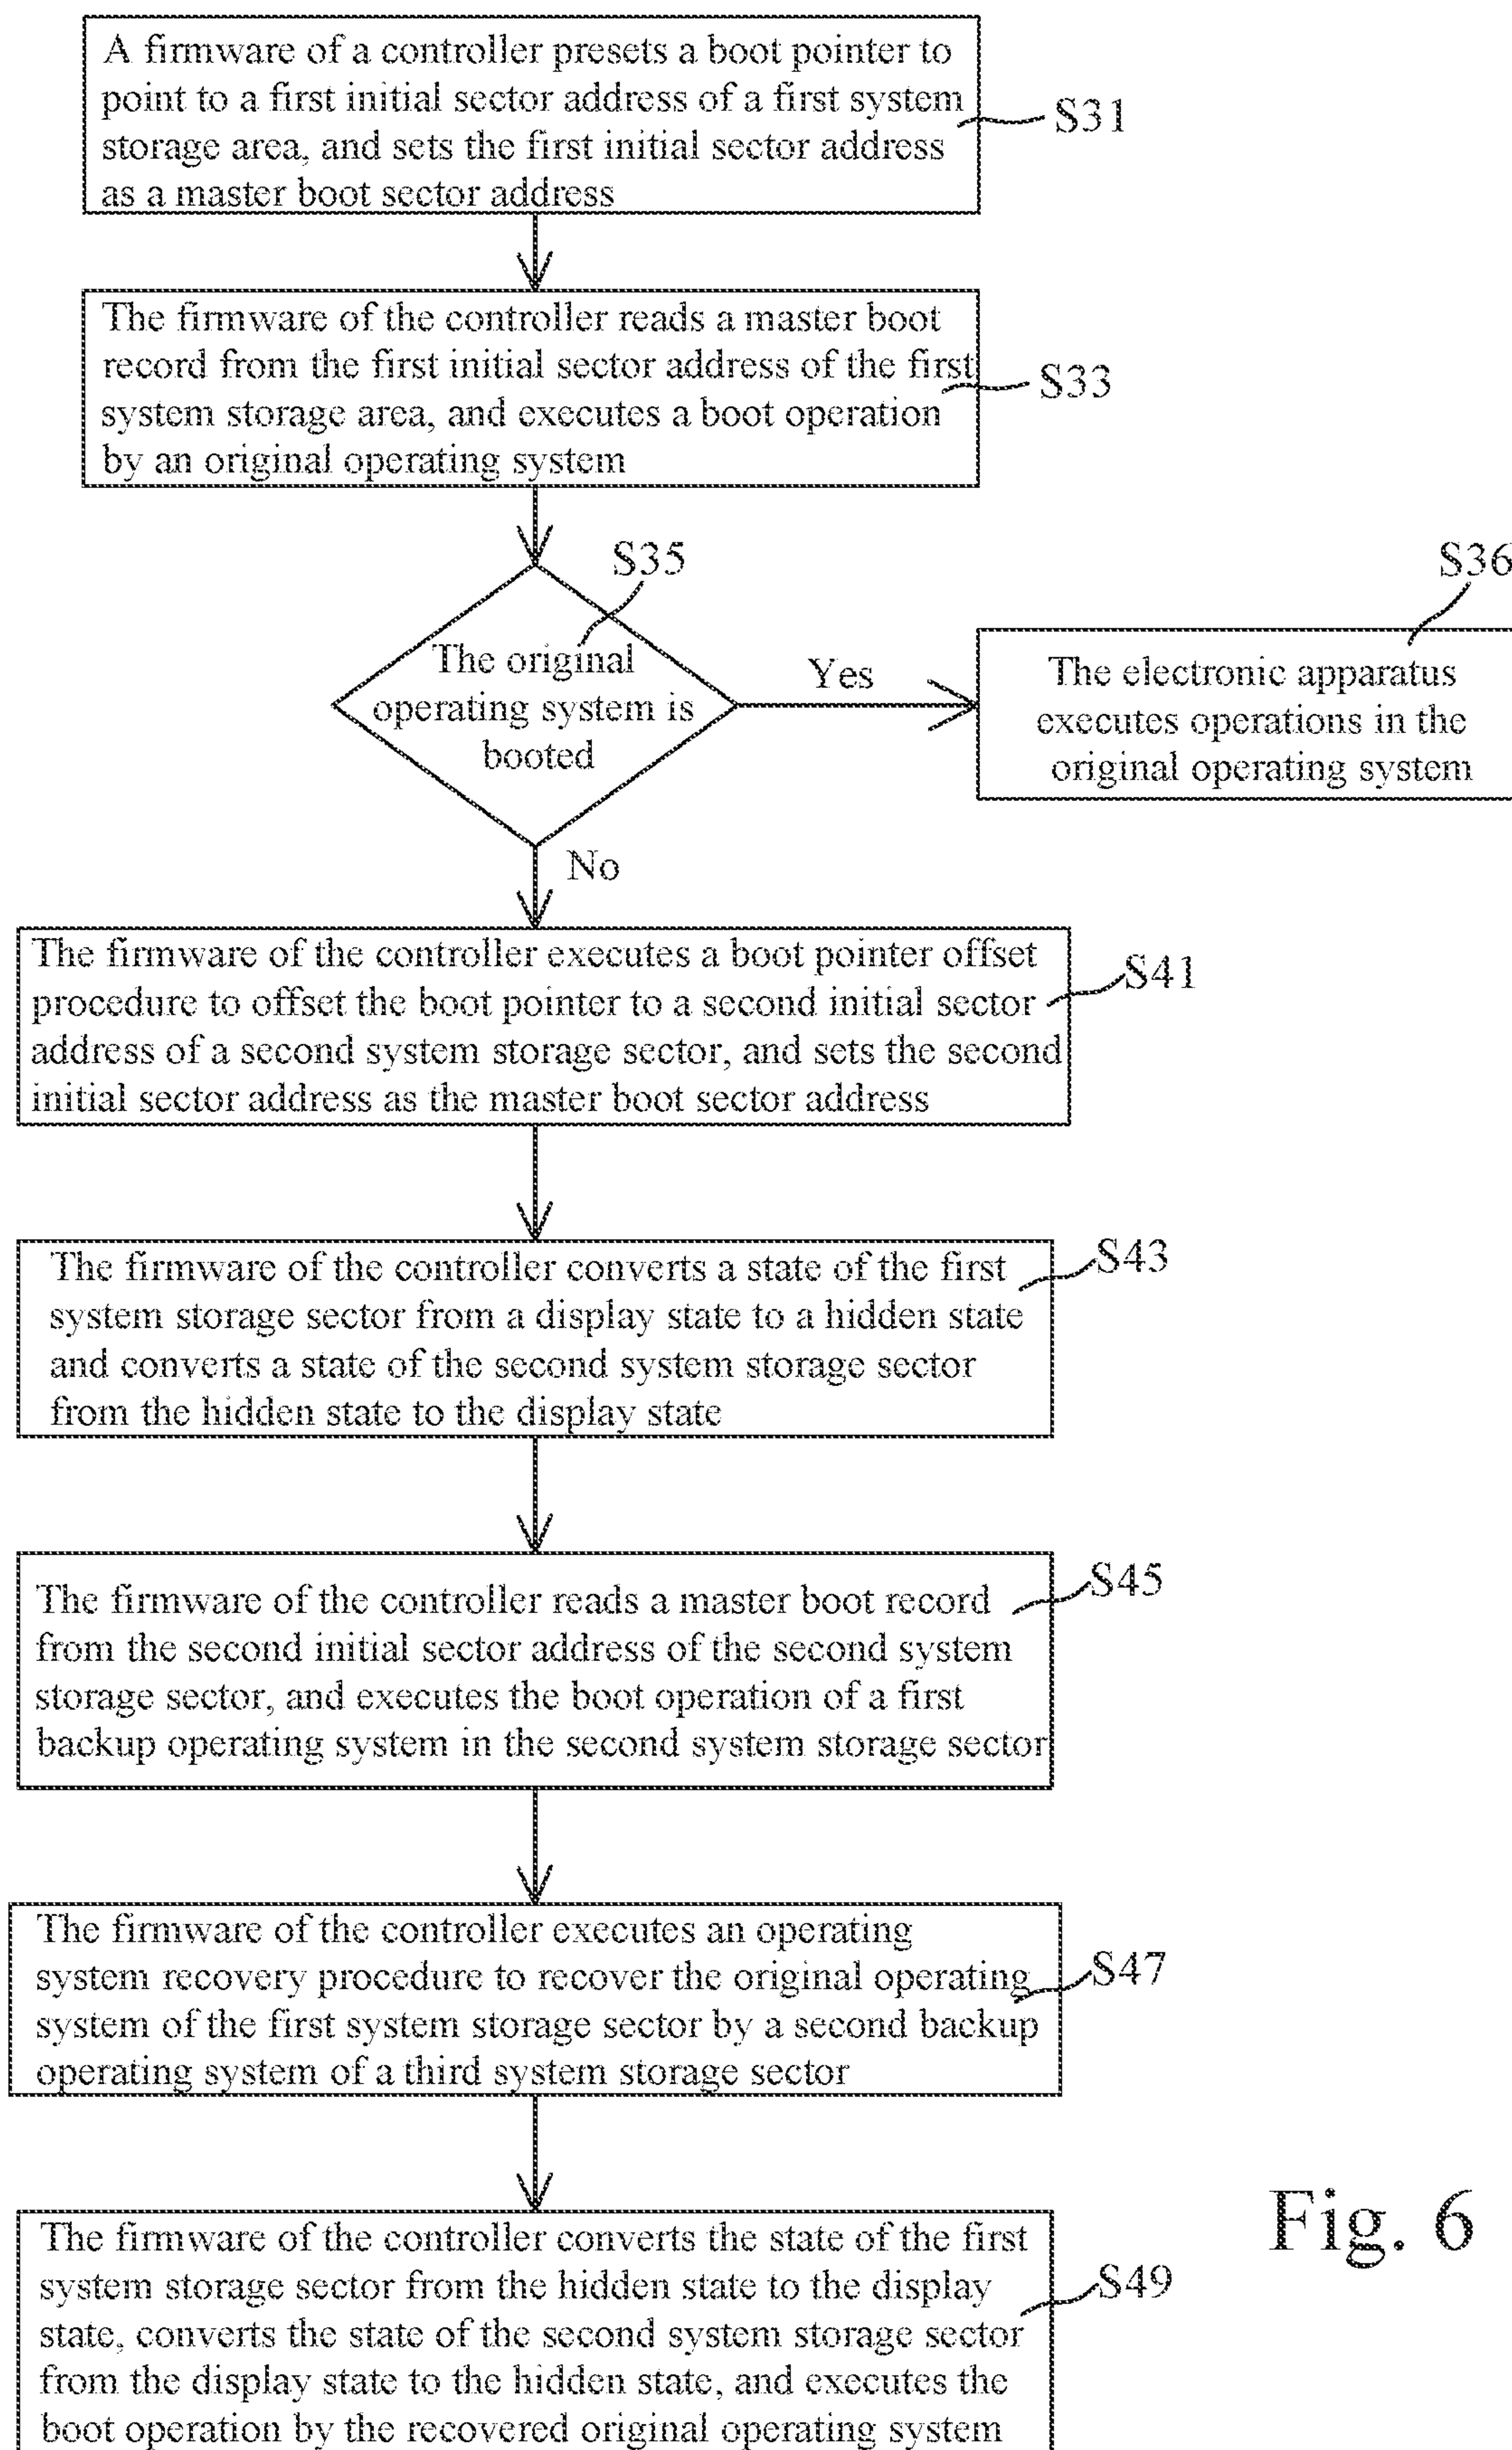 A firmware of a controller presets a boot pointer to
point to a first initial sector address of a first system
storage area, and sets the first initial sector address
as a master boot sector address
S31
The firmware of the controller reads a master boot
record from the first initial sector address of the first
system storage area, and executes a boot operation
by an original operating system
S33
S35
The original
operating system is
booted
Yes
S36
The electronic apparatus
executes operations in the
original operating system
No
The firmware of the controller executes a boot pointer offset
procedure to offset the boot pointer to a second initial sector
address of a second system storage sector, and sets the second
initial sector address as the master boot sector address
S41
The firmware of the controller converts a state of the first
system storage sector from a display state to a hidden state
and converts a state of the second system storage sector
from the hidden state to the display state
S43
The firmware of the controller reads a master boot record
from the second initial sector address of the second system
storage sector, and executes the boot operation of a first
backup operating system in the second system storage sector
S45
The firmware of the controller executes an operating
system recovery procedure to recover the original operating
system of the first system storage sector by a second backup
operating system of a third system storage sector
S47
The firmware of the controller converts the state of the first
system storage sector from the hidden state to the display
state, converts the state of the second system storage sector
from the display state to the hidden state, and executes the
boot operation by the recovered original operating system
S49
Fig. 6